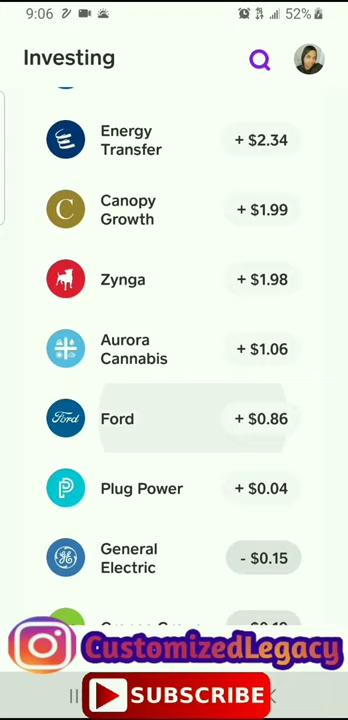 9:06
52%
Investing
Energy
Transfer
+ $2.34
Canopy
Growth
+ $1.99
C
Zynga
+ $1.98
Aurora
Cannabis
+ $1.06
Ford
Ford
+ $0.86
Plug Power
+ $0.04
General
Electric
- $0.15
CustomizedLegacy
SUBSCRIBE